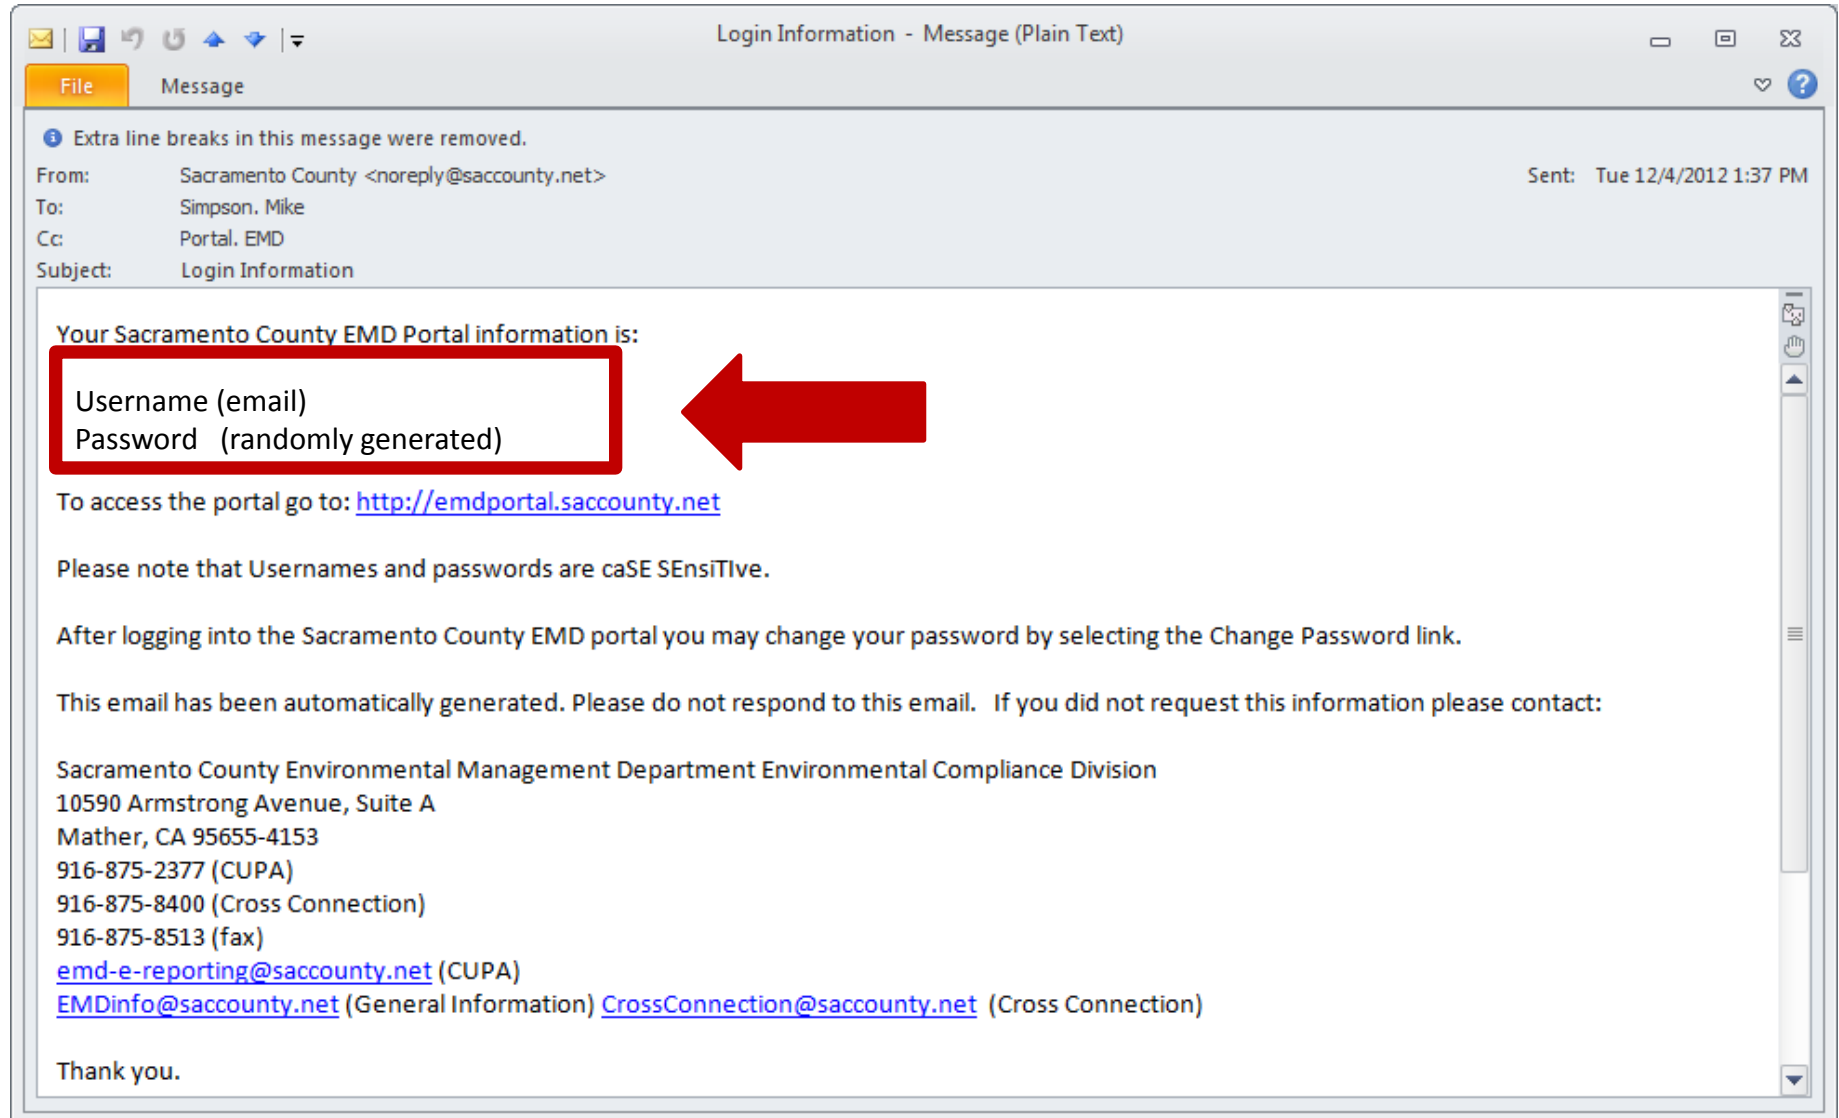 Login Information - Message (Plain Text)
File Message
Extra line breaks in this message were removed.
From: Sacramento County <noreply@saccounty.net> Sent: Tue 12/4/2012 1:37 PM
To: Simpson. Mike
Cc: Portal. EMD
Subject: Login Information
Your Sacramento County EMD Portal information is:
Username (email)
Password (randomly generated)
To access the portal go to: http://emdportal.saccounty.net
Please note that Usernames and passwords are caSE SEnsiTIve.
After logging into the Sacramento County EMD portal you may change your password by selecting the Change Password link.
This email has been automatically generated. Please do not respond to this email. If you did not request this information please contact:
Sacramento County Environmental Management Department Environmental Compliance Division
10590 Armstrong Avenue, Suite A
Mather, CA 95655-4153
916-875-2377 (CUPA)
916-875-8400 (Cross Connection)
916-875-8513 (fax)
emd-e-reporting@saccounty.net (CUPA)
EMDinfo@saccounty.net (General Information) CrossConnection@saccounty.net (Cross Connection)
Thank you.